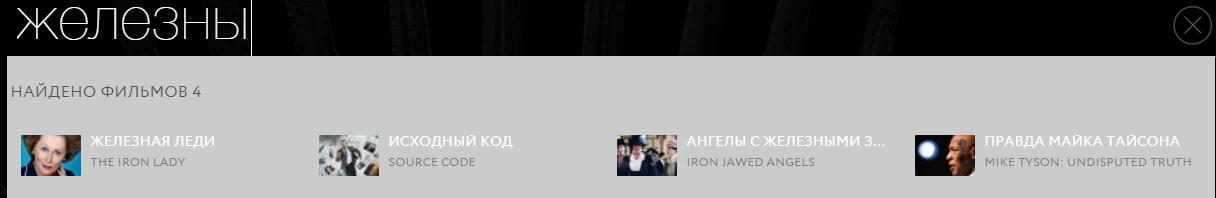 железны
НАЙДЕНО ФИЛЬМОВ 4
ЖЕЛЕЗНАЯ ЛЕДИ
THE IRON LADY
ИСХОДНЫЙ КОД
SOURCE CODE
АНГЕЛЫ С ЖЕЛЕЗНЫМИ З...
IRON JAWED ANGELS
ПРАВДА МАЙКА ТАЙСОНА
MIKE TYSON: UNDISPUTED TRUTH